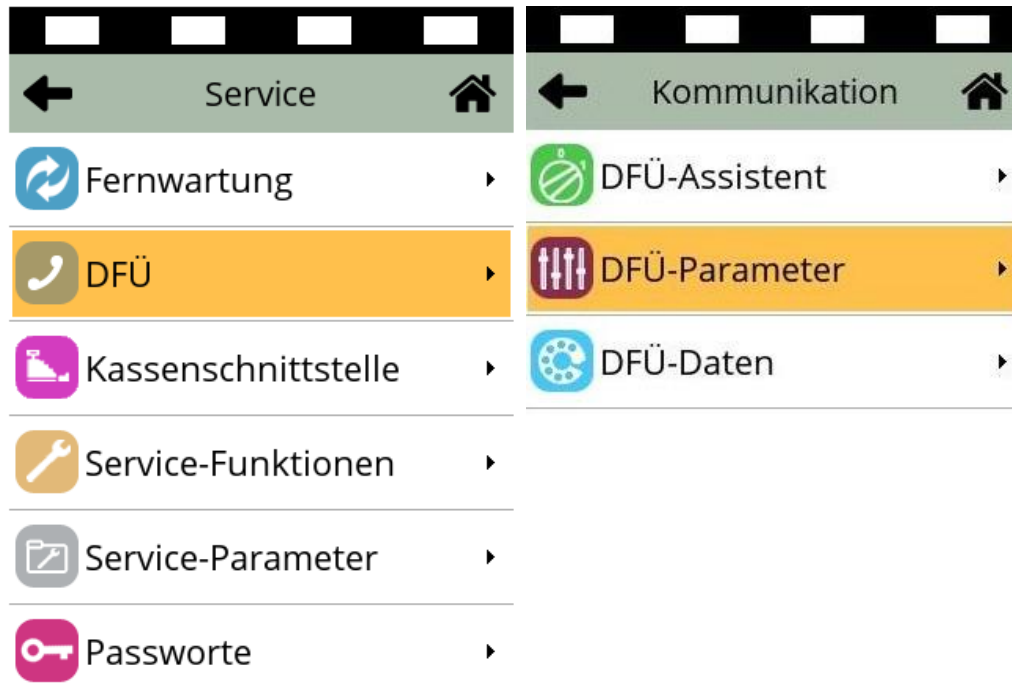 Service
Fernwartung
DFÜ
Kassenschnittstelle
Service-Funktionen
Service-Parameter
Passworte
Kommunikation
DFÜ-Assistent
DFÜ-Parameter
DFÜ-Daten